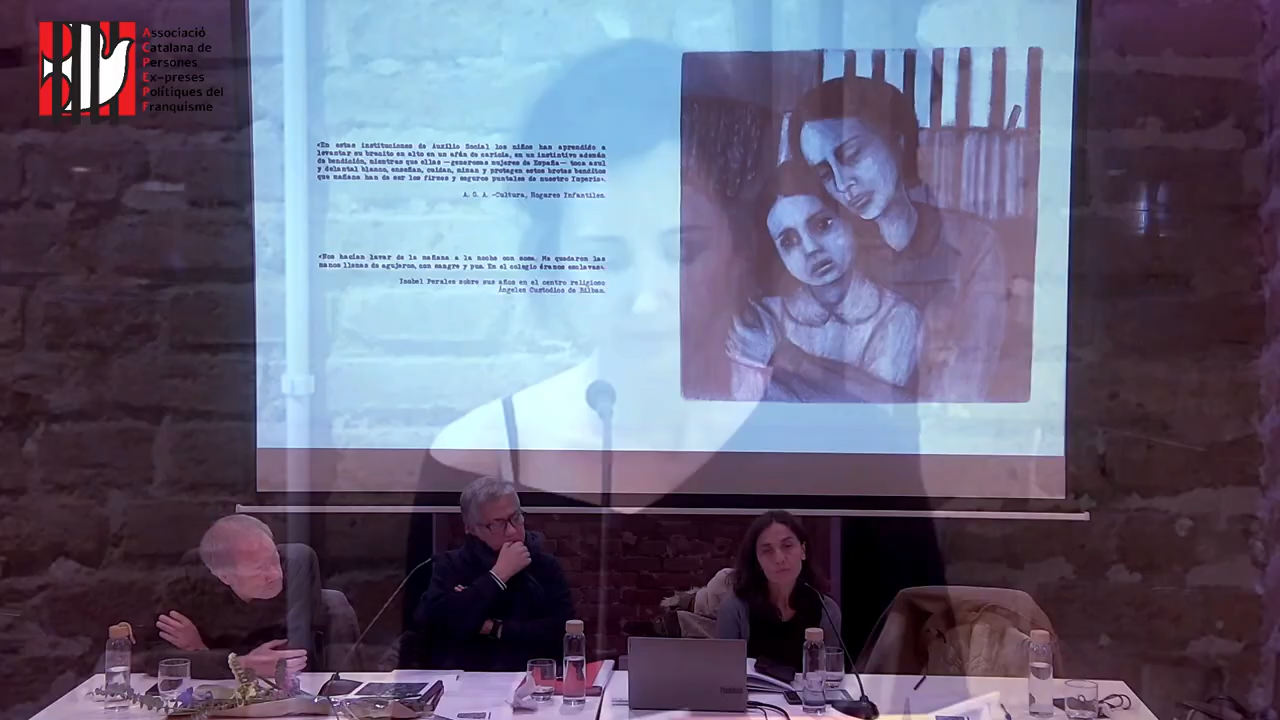 Associació
Catalana de
Persones
Ex-preses
Polítiques del
Franquisme
«En estas instituciones de Auxilio Social los niños han aprendido a
levantar su bracito en alto en un afán de caricia, en un instintivo ademán
de bendición, mientras que ellas —generosas mujeres de España— toca azul
y delantal blanco, enseñan, cuidan, miman y protegen estos brotes benditos
que mañana han de ser los firmes y seguros puntales de nuestro Imperio».
A. G. A. -Cultura, Hogares Infantiles.
«Nos hacían lavar de la mañana a la noche con sosa. Me quedaron las
manos llenas de agujeros, con sangre y pus. En el colegio éramos esclavas».
Isabel Perales sobre sus años en el centro religioso
Ángeles Custodios de Bilbao.